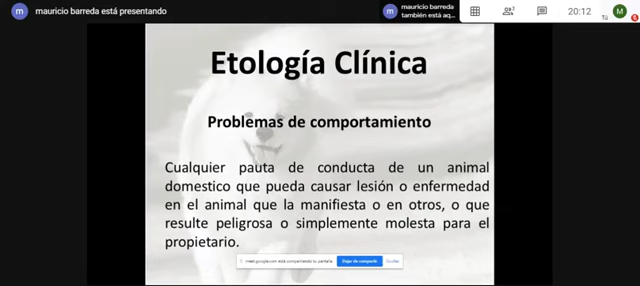 m mauricio barreda está presentando
m mauricio barreda
también está aq...
20:12
Tú
M
Etología Clínica
Problemas de comportamiento
Cualquier pauta de conducta de un animal
domestico que pueda causar lesión o enfermedad
en el animal que la manifiesta o en otros, o que
resulte peligrosa o simplemente molesta para el
propietario.
meet.google.com está compartiendo tu pantalla. Dejar de compartir Ocultar